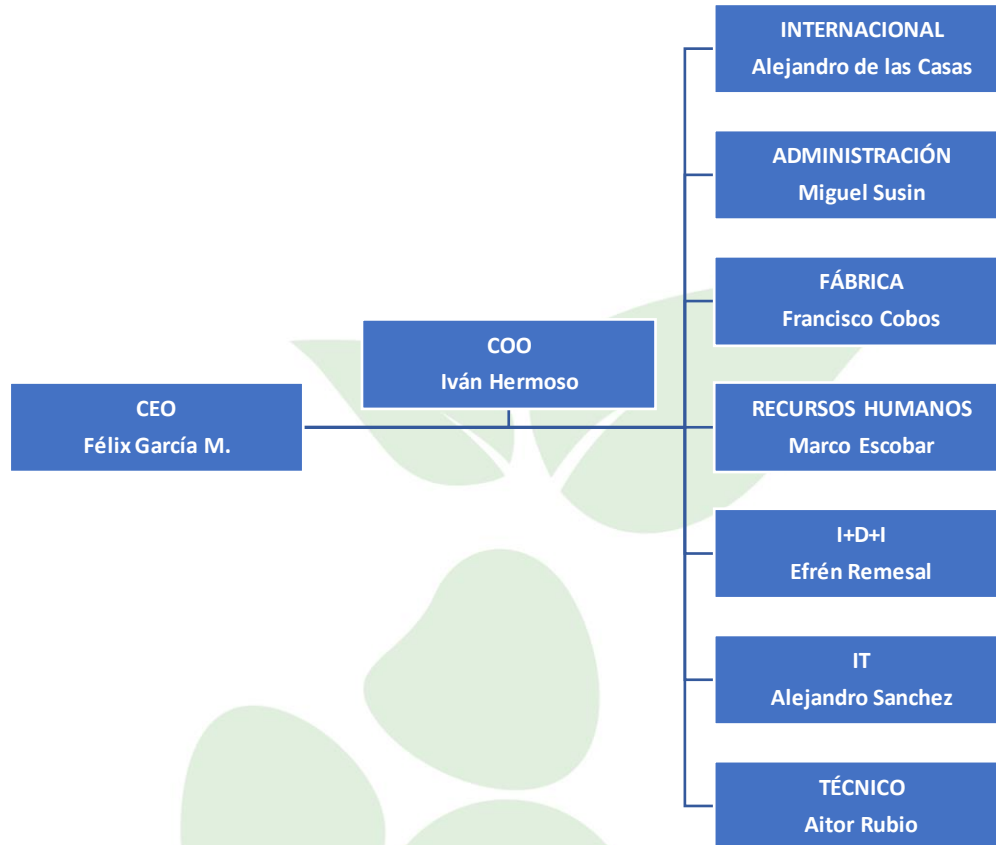 INTERNACIONAL
Alejandro de las Casas
ADMINISTRACIÓN
Miguel Susin
FÁBRICA
Francisco Cobos
COO
Iván Hermoso
CEO
Félix García M.
RECURSOS HUMANOS
Marco Escobar
I+D+I
Efrén Remesal
IT
Alejandro Sanchez
TÉCNICO
Aitor Rubio